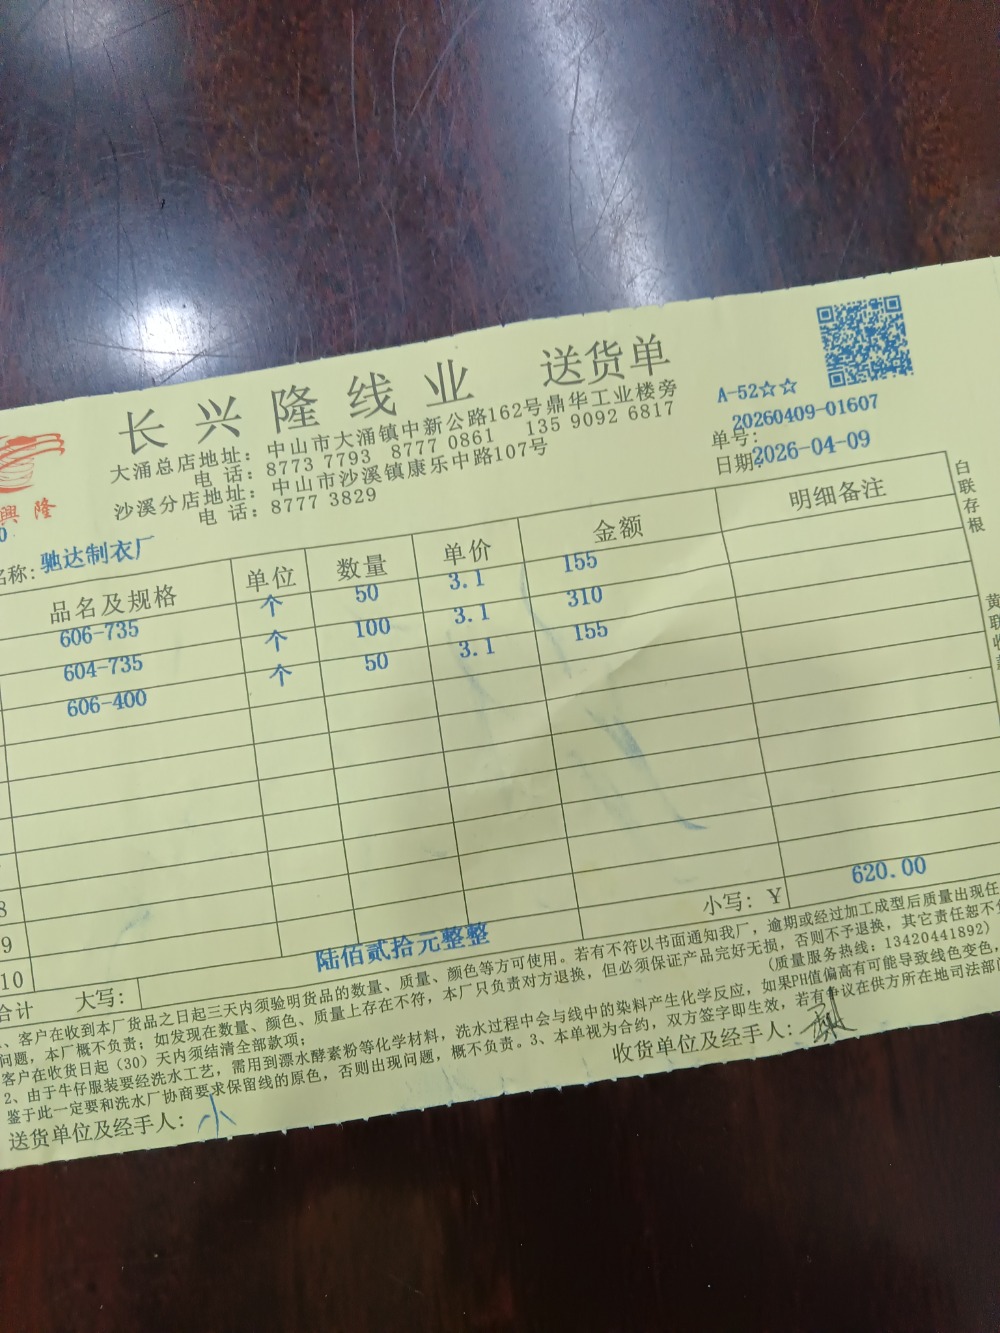 长兴隆线业 送货单
大涌总店地址: 中山市大涌镇中新公路162号鼎华工业楼旁
电 话: 8773 7793 8777 0861 135 9092 6817
沙溪分店地址: 中山市沙溪镇康乐中路107号
电 话: 8777 3829
A-52☆☆
单号: 20260409-01607
日期: 2026-04-09
興隆
名称: 驰达制衣厂
品名及规格 单位 数量 单价 金额 明细备注
606-735 个 50 3.1 155
604-735 个 100 3.1 310
606-400 个 50 3.1 155
8
9
10
合计 大写: 陆佰贰拾元整整 小写: ¥ 620.00
、客户在收到本厂货品之日起三天内须验明货品的数量、质量、颜色等方可使用。若有不符以书面通知我厂，逾期或经过加工成型后质量出现任
问题，本厂概不负责；如发现在数量、颜色、质量上存在不符，本厂只负责对方退换，但必须保证产品完好无损，否则不予退换，其它责任恕不
客户在收货日起（30）天内须结清全部款项； （质量服务热线：13420441892）
2、由于牛仔服装要经洗水工艺，需用到漂水酵素粉等化学材料，洗水过程中会与线中的染料产生化学反应，如果PH值偏高有可能导致线色变色，
鉴于此一定要和洗水厂协商要求保留线的原色，否则出现问题，概不负责。3、本单视为合约，双方签字即生效，若有争议在供方所在地司法部
送货单位及经手人: 小 收货单位及经手人:
白联存根
黄联